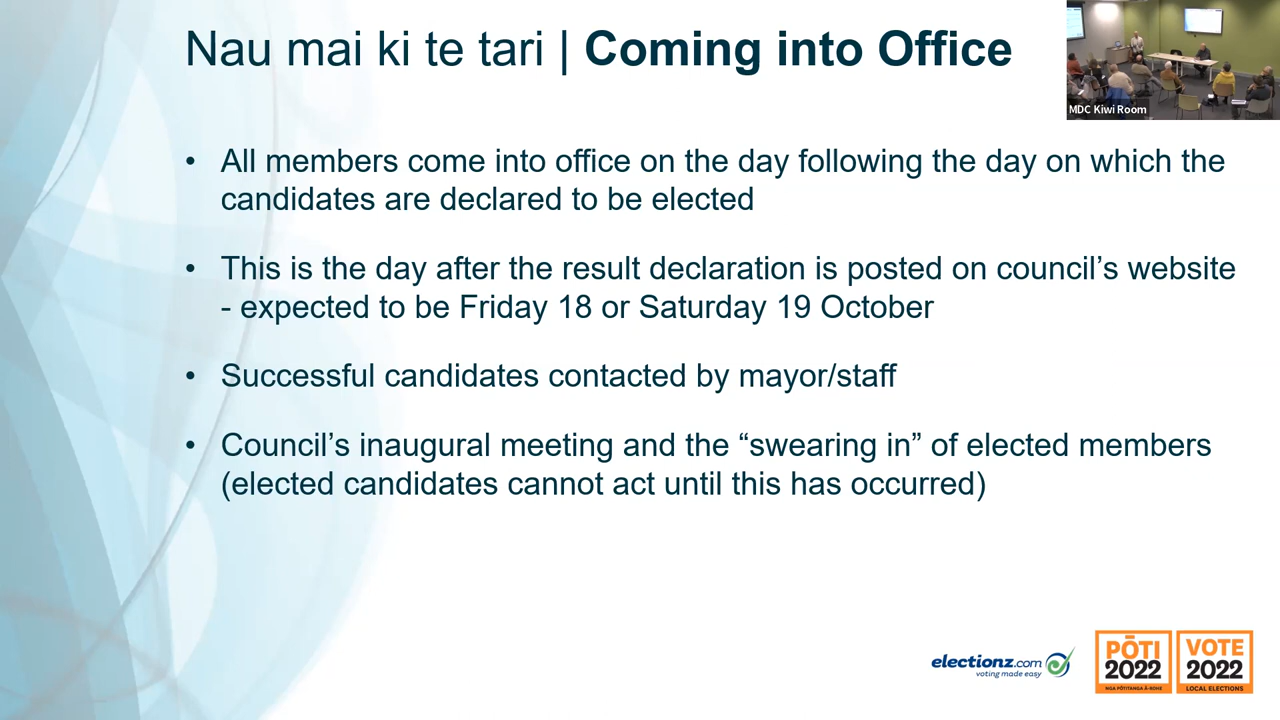 Nau mai ki te tari | Coming into Office
MDC Kiwi Room
• All members come into office on the day following the day on which the
candidates are declared to be elected
• This is the day after the result declaration is posted on council’s website
- expected to be Friday 18 or Saturday 19 October
• Successful candidates contacted by mayor/staff
• Council’s inaugural meeting and the “swearing in” of elected members
(elected candidates cannot act until this has occurred)
electionz.com
voting made easy
PŌTI
2022
NGĀ PŌTITANGA Ā-ROHE
VOTE
2022
LOCAL ELECTIONS